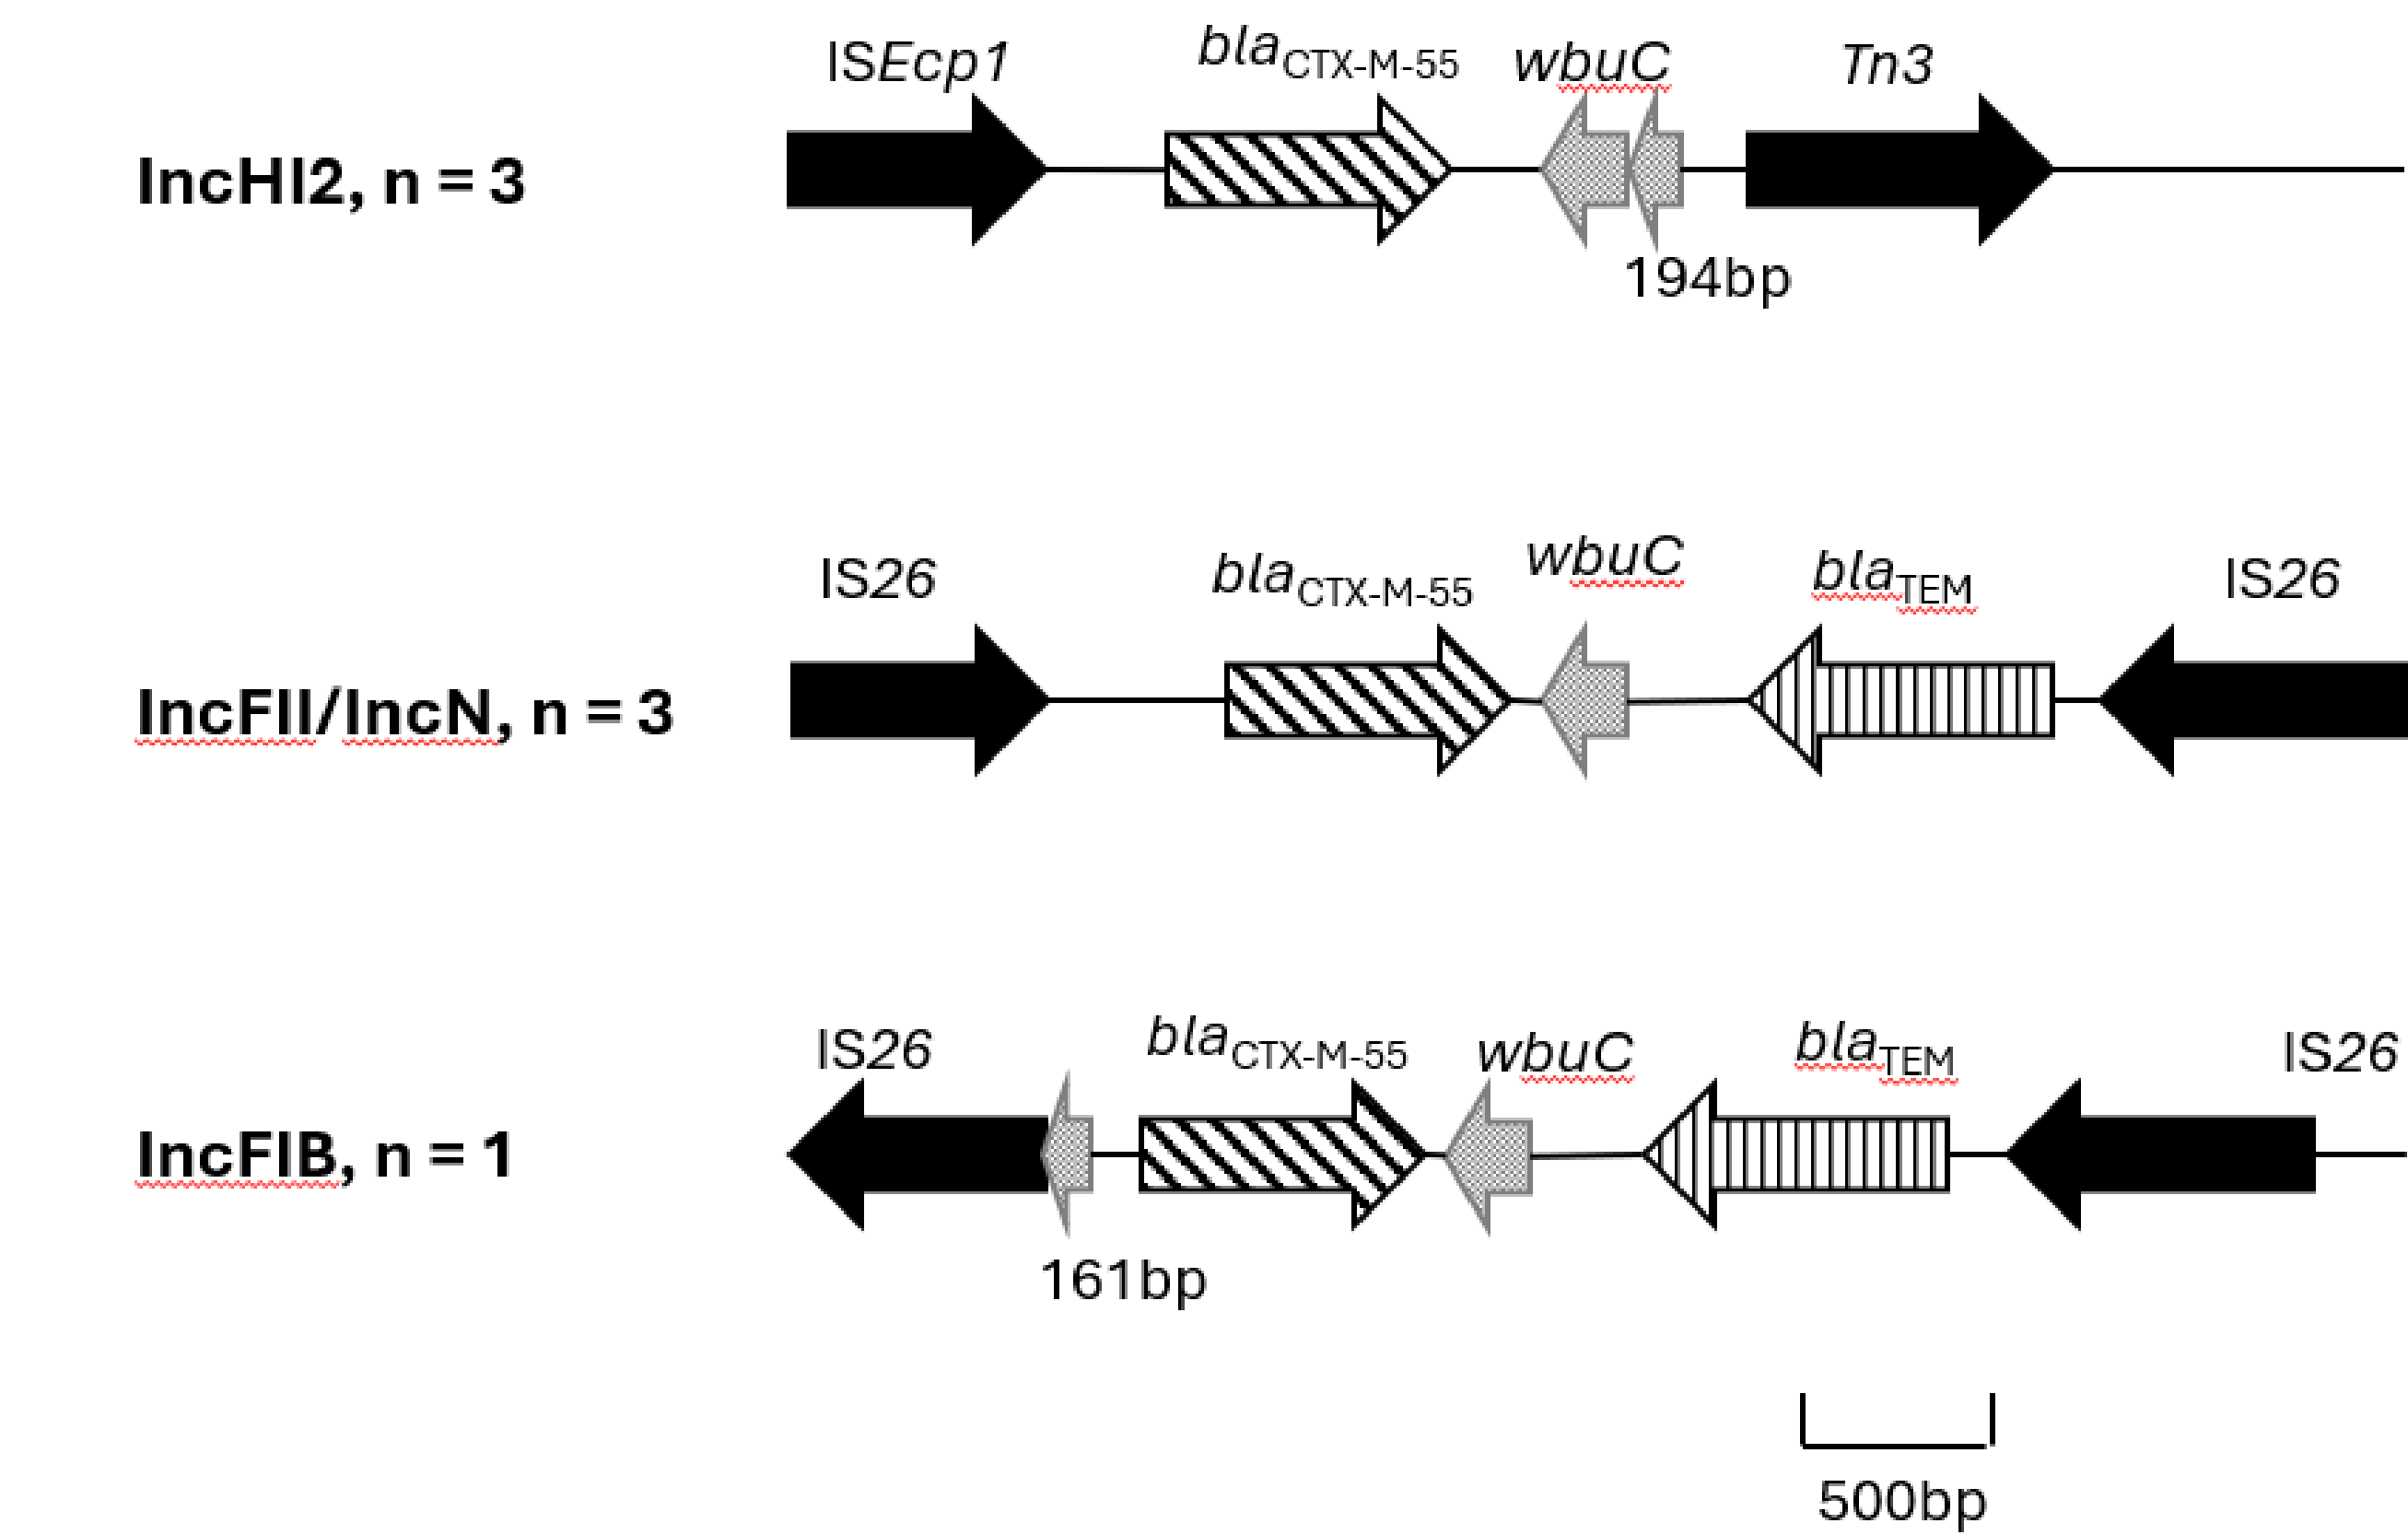 ISEcp1 blaCTX-M-55 wbuC Tn3
IncHI2, n = 3
194bp
IS26 blaCTX-M-55 wbuC blaTEM IS26
IncFII/IncN, n = 3
IS26 blaCTX-M-55 wbuC blaTEM IS26
IncFIB, n = 1
161bp
500bp